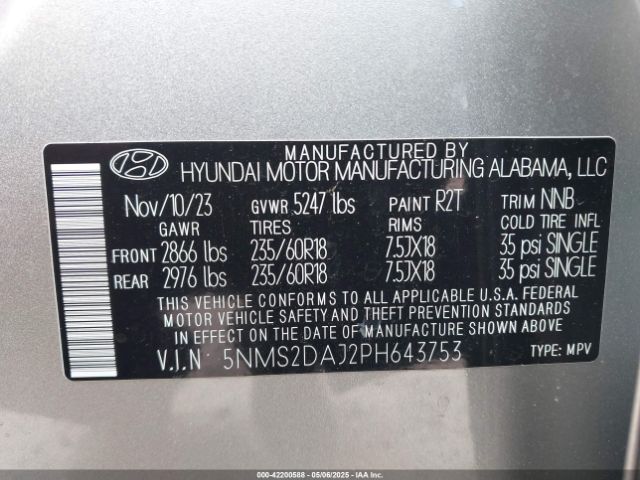 MANUFACTURED BY
HYUNDAI MOTOR MANUFACTURING ALABAMA, LLC
Nov/10/23 GVWR 5247 lbs PAINT R2T TRIM NNB
GAWR TIRES RIMS COLD TIRE INFL
FRONT 2866 lbs 235/60R18 7.5JX18 35 psi SINGLE
REAR 2976 lbs 235/60R18 7.5JX18 35 psi SINGLE
THIS VEHICLE CONFORMS TO ALL APPLICABLE U.S.A. FEDERAL
MOTOR VEHICLE SAFETY AND THEFT PREVENTION STANDARDS
IN EFFECT ON THE DATE OF MANUFACTURE SHOWN ABOVE.
V.I.N 5NMS2DAJ2PH643753 TYPE: MPV
000-42200588 05/06/2025 IAAI.COM